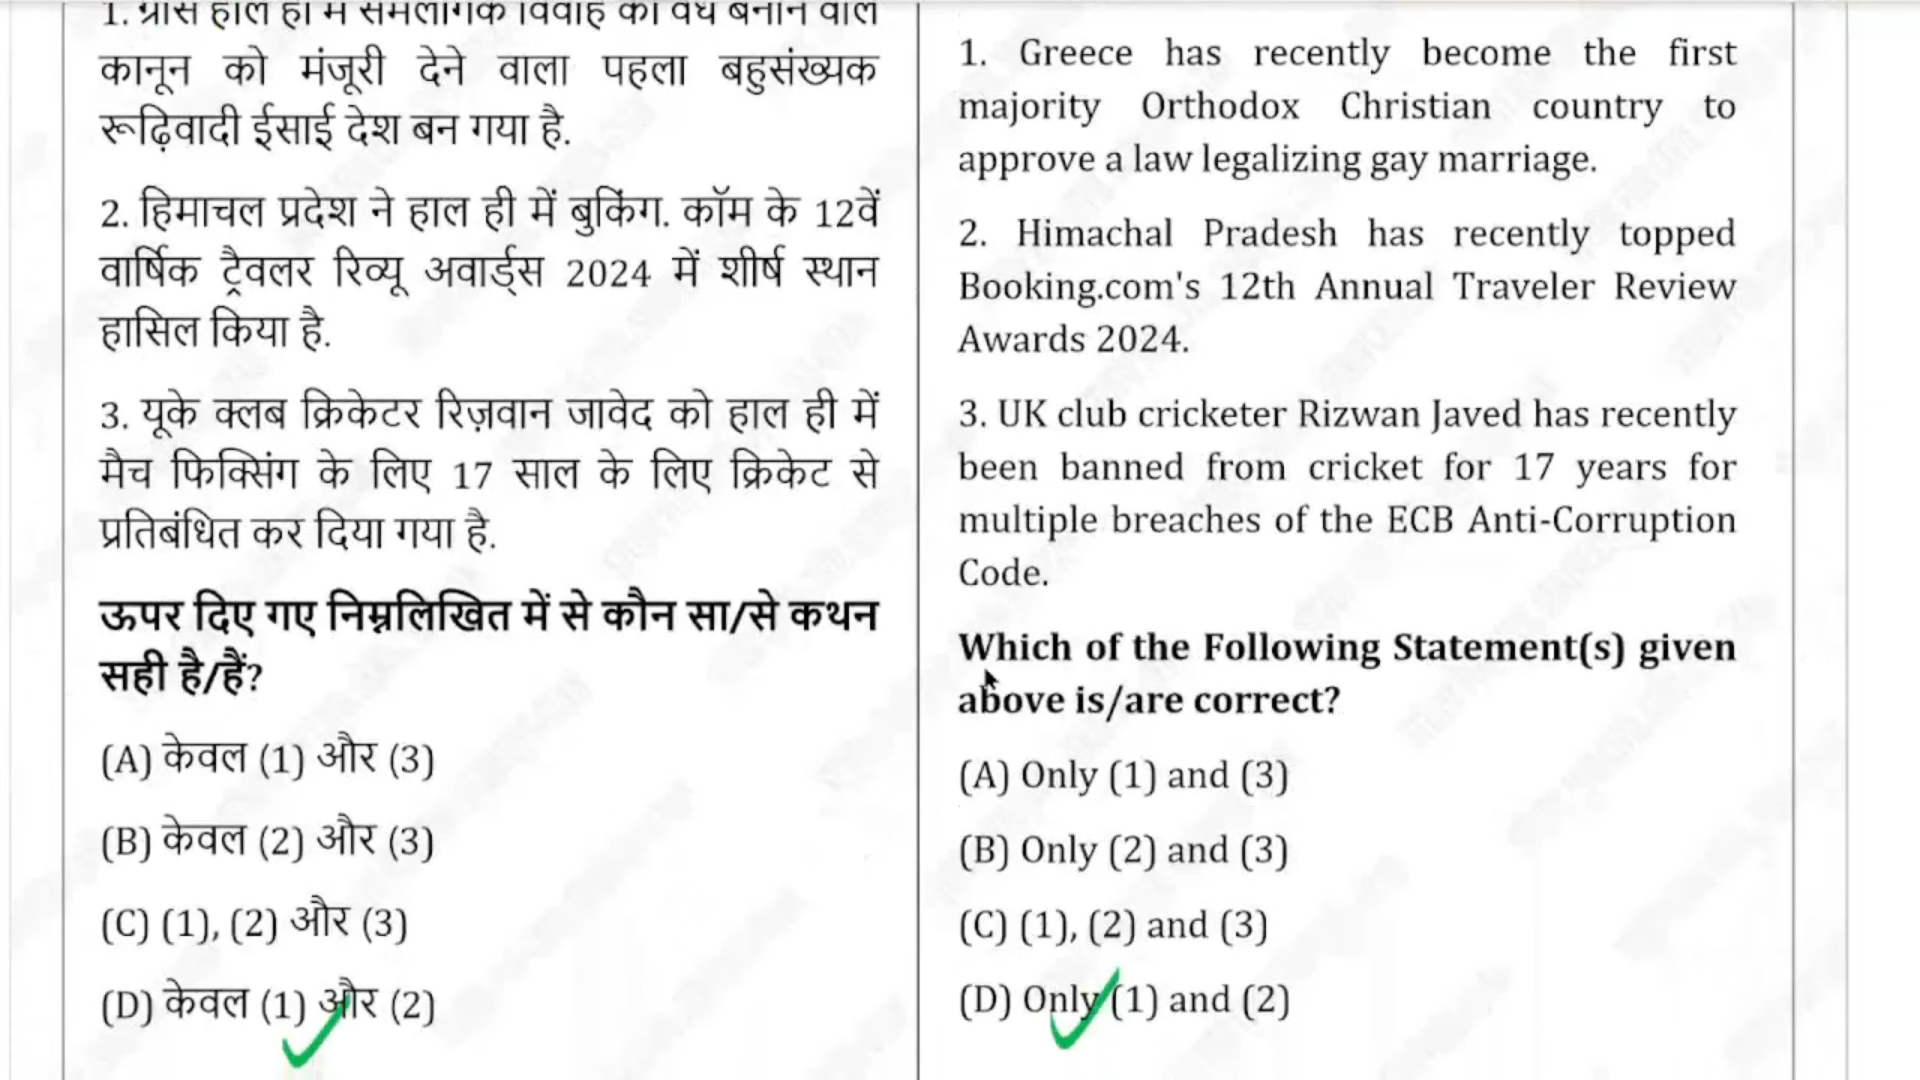 1. ग्रीस हाल ही में समलैंगिक विवाह को वैध बनाने वाले
कानून को मंजूरी देने वाला पहला बहुसंख्यक
रूढ़िवादी ईसाई देश बन गया है.
2. हिमाचल प्रदेश ने हाल ही में बुकिंग. कॉम के 12वें
वार्षिक ट्रैवलर रिव्यू अवार्ड्स 2024 में शीर्ष स्थान
हासिल किया है.
3. यूके क्लब क्रिकेटर रिज़वान जावेद को हाल ही में
मैच फिक्सिंग के लिए 17 साल के लिए क्रिकेट से
प्रतिबंधित कर दिया गया है.
ऊपर दिए गए निम्नलिखित में से कौन सा/से कथन
सही है/हैं?
(A) केवल (1) और (3)
(B) केवल (2) और (3)
(C) (1), (2) और (3)
(D) केवल (1) और (2)
1. Greece has recently become the first
majority Orthodox Christian country to
approve a law legalizing gay marriage.
2. Himachal Pradesh has recently topped
Booking.com's 12th Annual Traveler Review
Awards 2024.
3. UK club cricketer Rizwan Javed has recently
been banned from cricket for 17 years for
multiple breaches of the ECB Anti-Corruption
Code.
Which of the Following Statement(s) given
above is/are correct?
(A) Only (1) and (3)
(B) Only (2) and (3)
(C) (1), (2) and (3)
(D) Only (1) and (2)